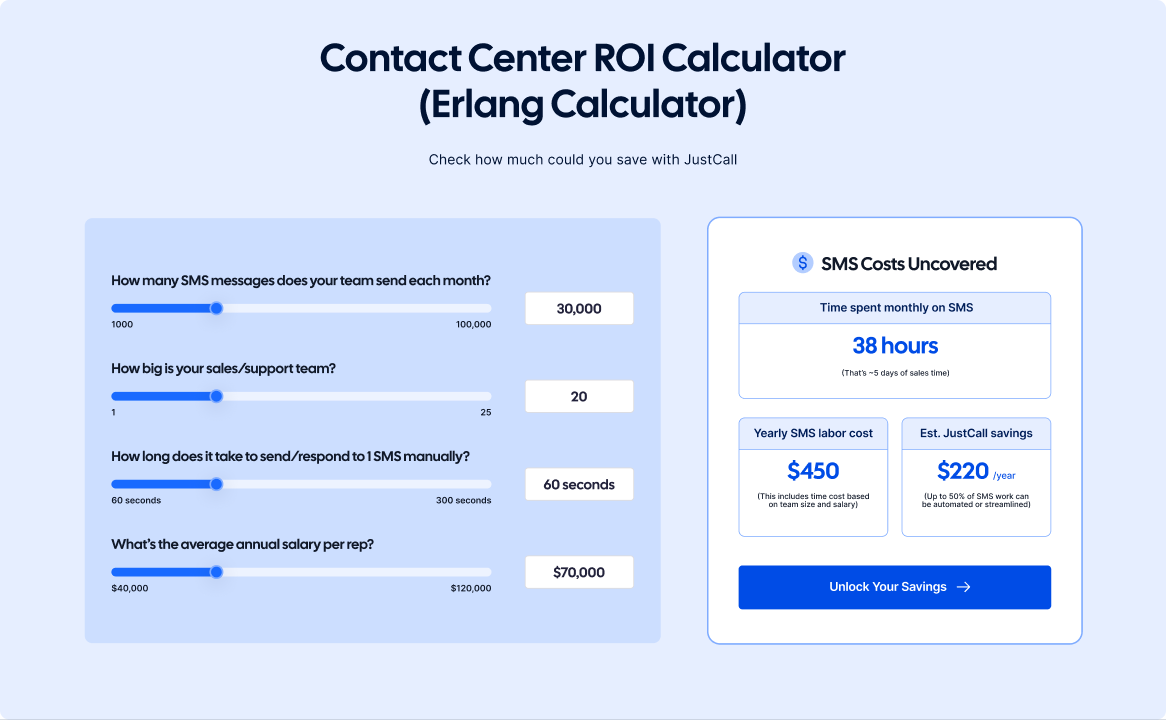 Contact Center ROI Calculator
(Erlang Calculator)
Check how much could you save with JustCall
How many SMS messages does your team send each month?
1000
100,000
30,000
How big is your sales/support team?
1
25
20
How long does it take to send/respond to 1 SMS manually?
60 seconds
300 seconds
60 seconds
What's the average annual salary per rep?
$40,000
$120,000
$70,000
$ SMS Costs Uncovered
Time spent monthly on SMS
38 hours
(That's ~5 days of sales time)
Yearly SMS labor cost
$450
(This includes time cost based
on team size and salary)
Est. JustCall savings
$220 /year
(Up to 50% of SMS work can
be automated or streamlined)
Unlock Your Savings →